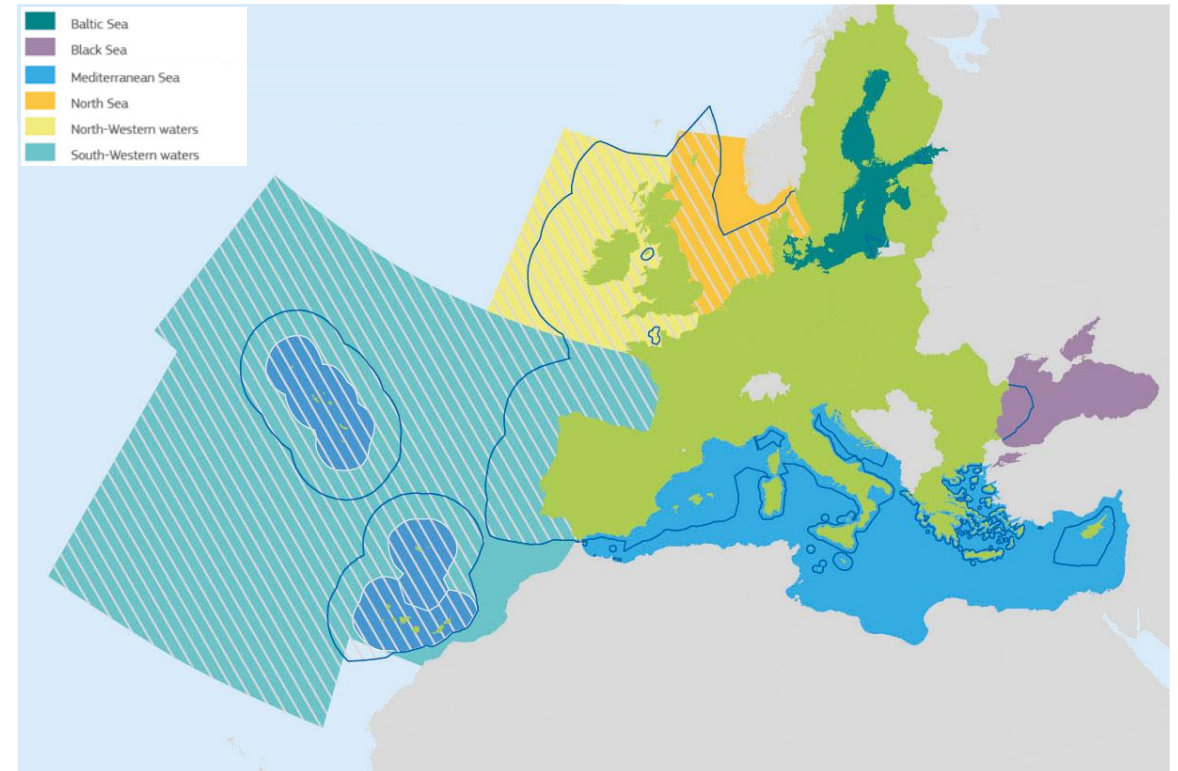 Baltic Sea
Black Sea
Mediterranean Sea
North Sea
North-Western waters
South-Western waters